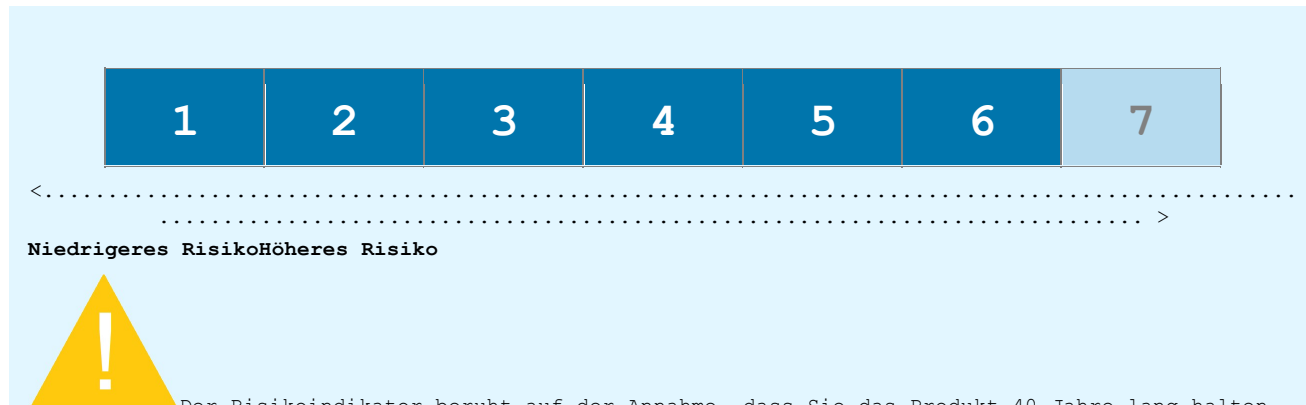 1 2 3 4 5 6 7
<...............................................................................
.............................................................. >
Niedrigeres RisikoHöheres Risiko
!
Der Risikoindikator beruht auf der Annahme, dass Sie das Produkt 40 Jahre lang halten